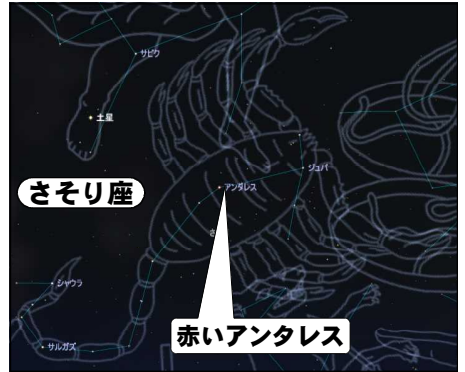 サビク
土星
ジュバ
アンタレス
さそり座
さ
シャウラ
赤いアンタレス
サルガズ